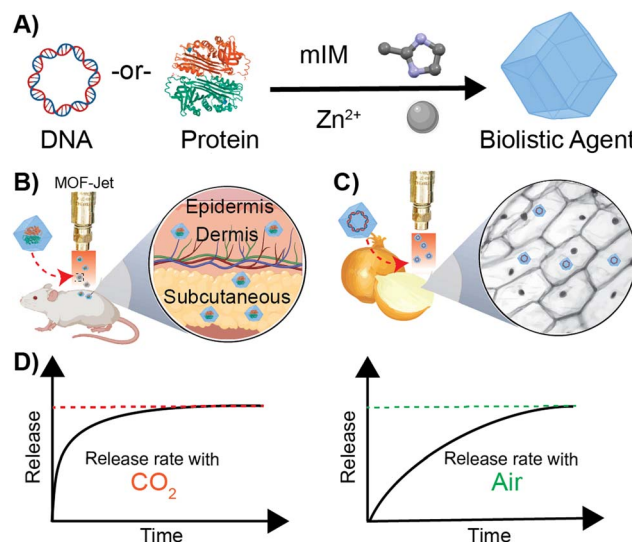 A)
DNA
-or-
Protein
mIM
Zn²⁺
Biolistic Agent
B)
MOF-Jet
Epidermis
Dermis
Subcutaneous
C)
D)
Release
Release rate with
CO₂
Time
Release
Release rate with
Air
Time